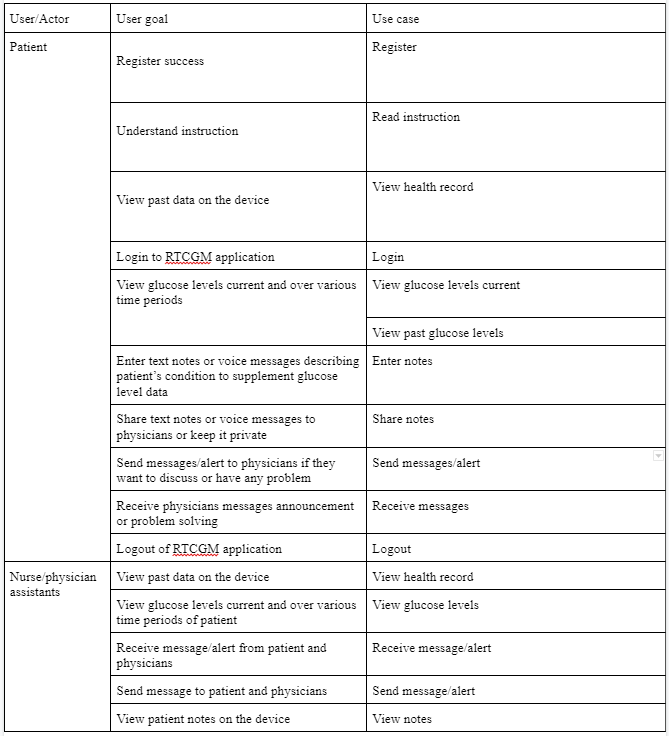 User/Actor
User goal
Use case
Patient
Register success
Register
Understand instruction
Read instruction
View past data on the device
View health record
Login to RTCGM application
Login
View glucose levels current and over various
time periods
View glucose levels current
View past glucose levels
Enter text notes or voice messages describing
patient’s condition to supplement glucose
level data
Enter notes
Share text notes or voice messages to
physicians or keep it private
Share notes
Send messages/alert to physicians if they
want to discuss or have any problem
Send messages/alert
Receive physicians messages announcement
or problem solving
Receive messages
Logout of RTCGM application
Logout
Nurse/physician
assistants
View past data on the device
View health record
View glucose levels current and over various
time periods of patient
View glucose levels
Receive message/alert from patient and
physicians
Receive message/alert
Send message to patient and physicians
Send message/alert
View patient notes on the device
View notes